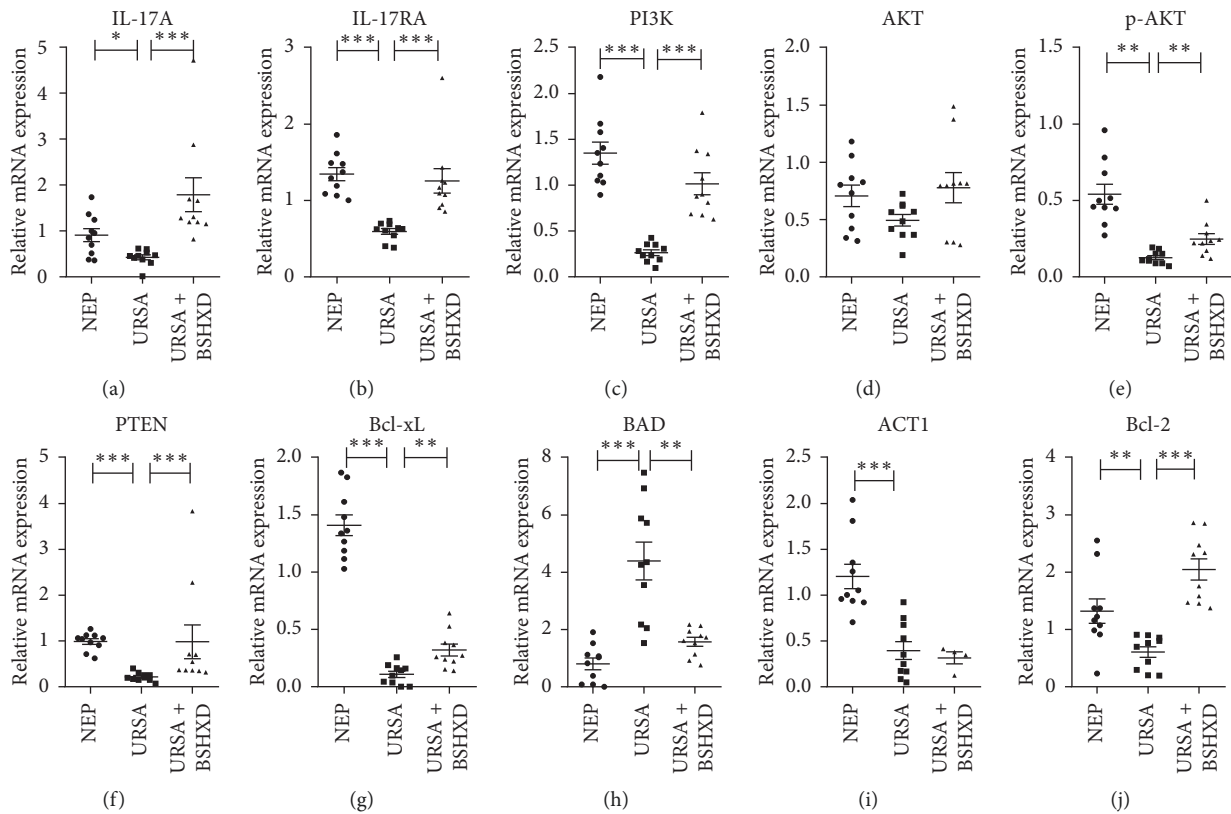 IL-17A
* ***
Relative mRNA expression
5
4
3
2
1
0
NEP
URSA
URSA +
BSHXD
(a)
IL-17RA
*** ***
Relative mRNA expression
3
2
1
0
NEP
URSA
URSA +
BSHXD
(b)
PI3K
*** ***
Relative mRNA expression
2.5
2.0
1.5
1.0
0.5
0.0
NEP
URSA
URSA +
BSHXD
(c)
AKT
Relative mRNA expression
2.0
1.5
1.0
0.5
0.0
NEP
URSA
URSA +
BSHXD
(d)
p-AKT
** **
Relative mRNA expression
1.5
1.0
0.5
0.0
NEP
URSA
URSA +
BSHXD
(e)
PTEN
*** ***
Relative mRNA expression
5
4
3
2
1
0
NEP
URSA
URSA +
BSHXD
(f)
Bcl-xL
*** **
Relative mRNA expression
2.0
1.5
1.0
0.5
0.0
NEP
URSA
URSA +
BSHXD
(g)
BAD
*** **
Relative mRNA expression
8
6
4
2
0
NEP
URSA
URSA +
BSHXD
(h)
ACT1
***
Relative mRNA expression
2.5
2.0
1.5
1.0
0.5
0.0
NEP
URSA
URSA +
BSHXD
(i)
Bcl-2
** ***
Relative mRNA expression
4
3
2
1
0
NEP
URSA
URSA +
BSHXD
(j)